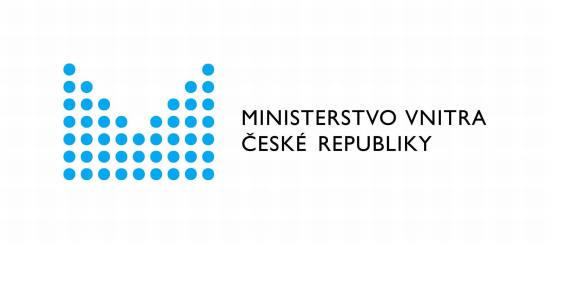 MINISTERSTVO VNITRA
ČESKÉ REPUBLIKY